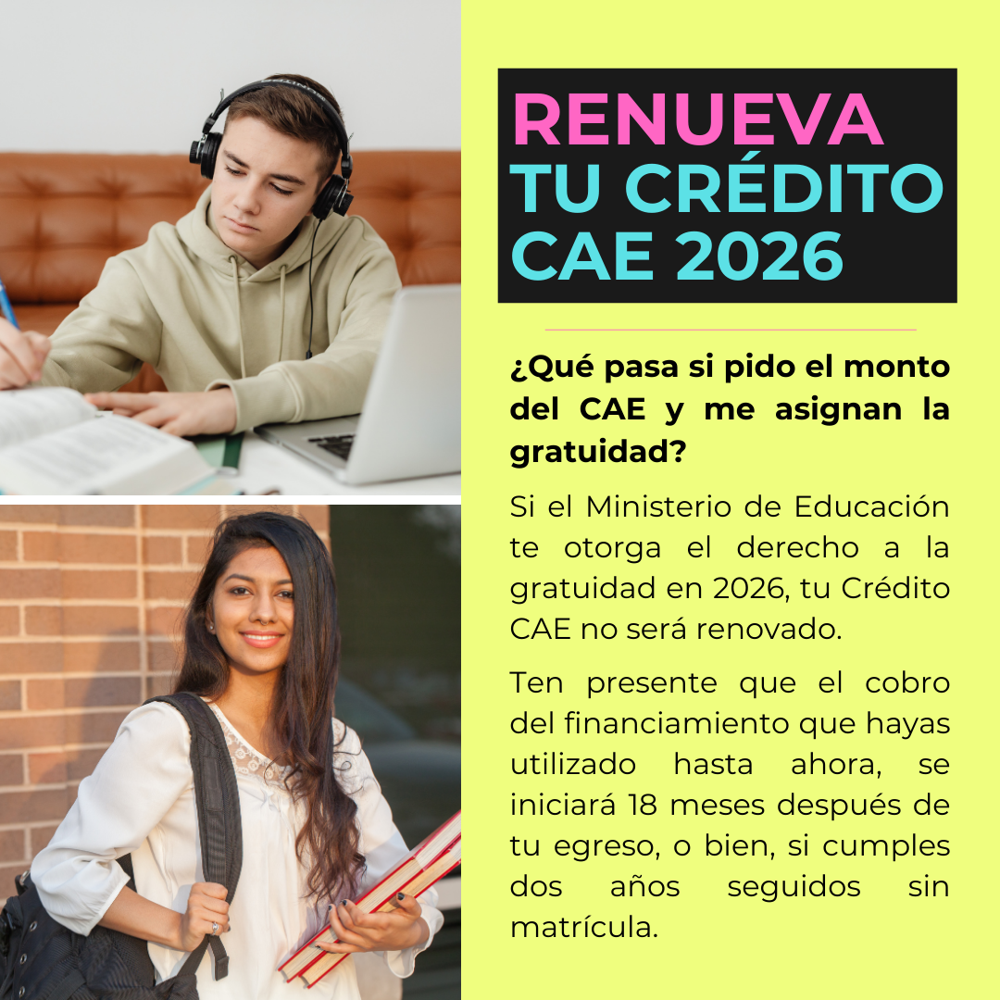 RENUEVA
TU CRÉDITO
CAE 2026
¿Qué pasa si pido el monto
del CAE y me asignan la
gratuidad?
Si el Ministerio de Educación
te otorga el derecho a la
gratuidad en 2026, tu Crédito
CAE no será renovado.
Ten presente que el cobro
del financiamiento que hayas
utilizado hasta ahora, se
iniciará 18 meses después de
tu egreso, o bien, si cumples
dos años seguidos sin
matrícula.